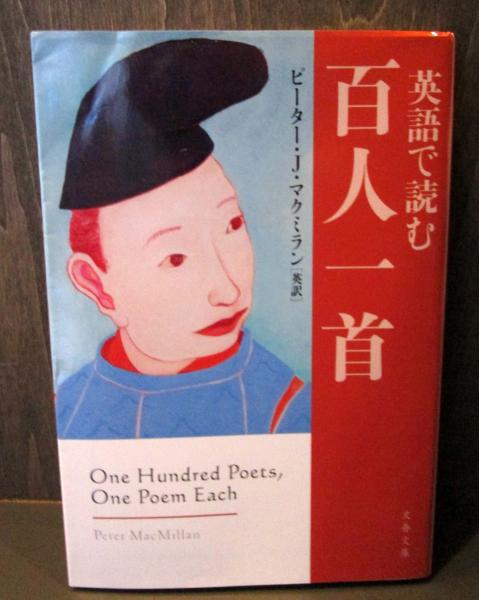 英語で読む
百人一首
ピーター・J・マクミラン[英訳]
One Hundred Poets,
One Poem Each
Peter MacMillan
文春文庫